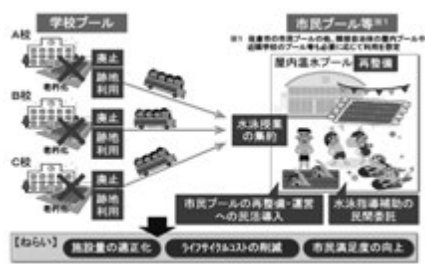 学校プール
市民プール等※1
※1 佐倉市の市民プールの他、隣接自治体の屋内プールや
近隣学校のプール等も必要に応じて利用を想定
屋内温水プール 再整備
A校
廃止
跡地
利用
老朽化
B校
廃止
跡地
利用
老朽化
C校
廃止
跡地
利用
老朽化
水泳授業
の集約
市民プールの再整備・運営
への民活導入
水泳指導補助の
民間委託
【ねらい】
施設量の適正化
ライフサイクルコストの削減
市民満足度の向上